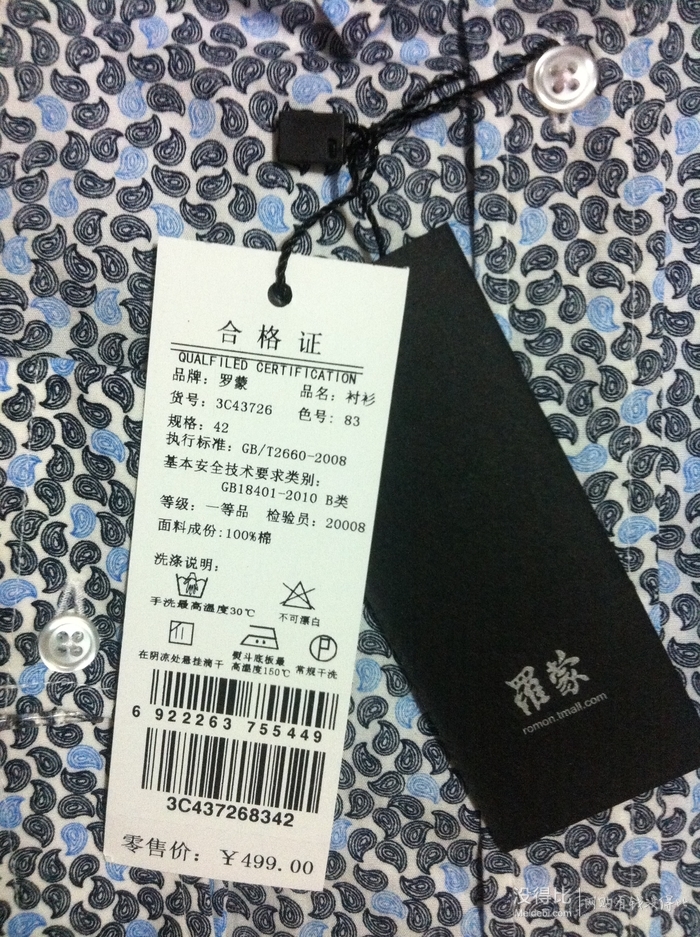 合格证
QUALFILED CERTIFICATION
品牌：罗蒙 品名：衬衫
货号：3C43726 色号：83
规格：42
执行标准：GB/T2660-2008
基本安全技术要求类别：
GB18401-2010 B类
等级：一等品 检验员：20008
面料成份:100%棉
洗涤说明：
手洗最高温度30℃ 不可漂白
在阴凉处悬挂滴干 熨斗底板最高温度150℃ 常规干洗
6 922263 755449
3C437268342
零售价：￥499.00
羅蒙
romon.tmall.com
没得比
Meidebi.com